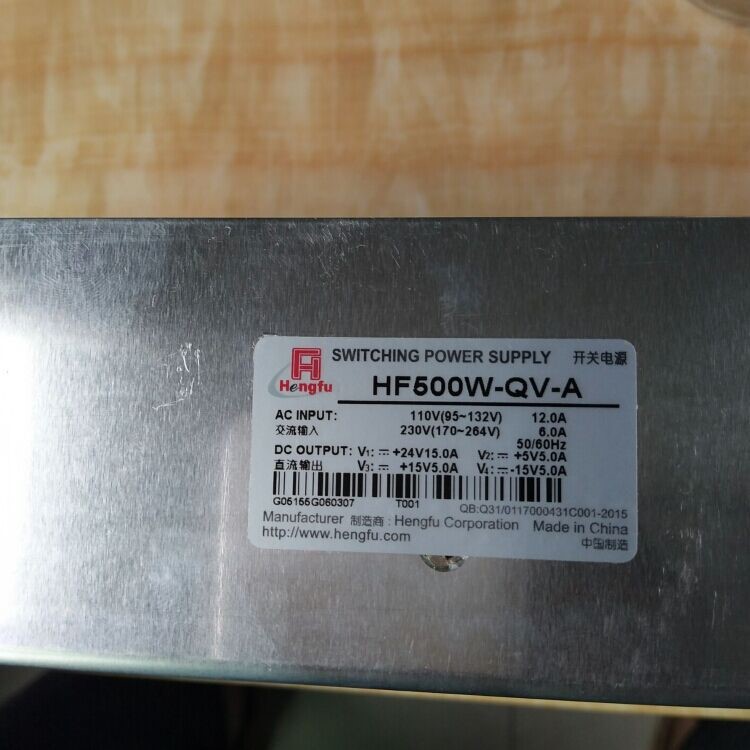 SWITCHING POWER SUPPLY 开关电源
Hengfu
HF500W-QV-A
AC INPUT: 110V(95~132V) 12.0A
交流输入 230V(170~264V) 6.0A
50/60Hz
DC OUTPUT: V1: +24V15.0A V2: +5V5.0A
直流输出 V3: +15V5.0A V4: -15V5.0A
G05155G060307 T001 QB:Q31/0117000431C001-2015
Manufacturer 制造商: Hengfu Corporation Made in China
http://www.hengfu.com 中国制造